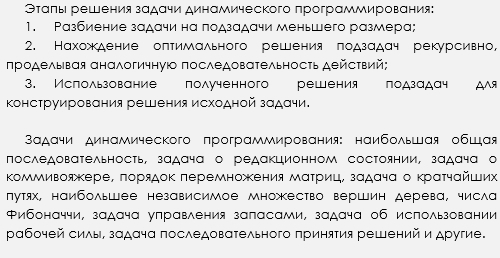 Этапы решения задачи динамического программирования:
1. Разбиение задачи на подзадачи меньшего размера;
2. Нахождение оптимального решения подзадач рекурсивно,
проделывая аналогичную последовательность действий;
3. Использование полученного решения подзадач для
конструирования решения исходной задачи.
Задачи динамического программирования: наибольшая общая
последовательность, задача о редакционном состоянии, задача о
коммивояжере, порядок перемножения матриц, задача о кратчайших
путях, наибольшее независимое множество вершин дерева, числа
Фибоначчи, задача управления запасами, задача об использовании
рабочей силы, задача последовательного принятия решений и другие.